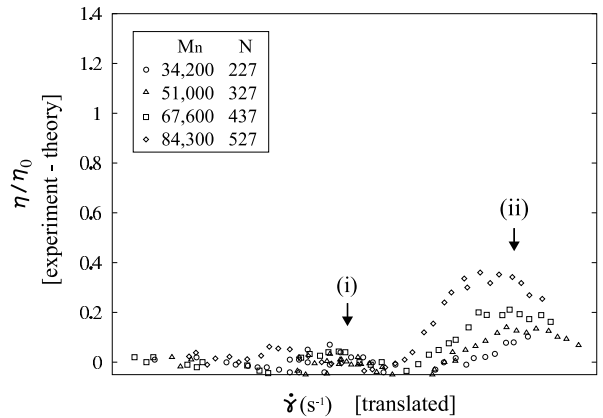 1.4
1.2
1
0.8
0.6
0.4
0.2
0
η/η0
[experiment - theory]
Mn N
34,200 227
51,000 327
67,600 437
84,300 527
(i)
(ii)
γ̇(s-1) [translated]